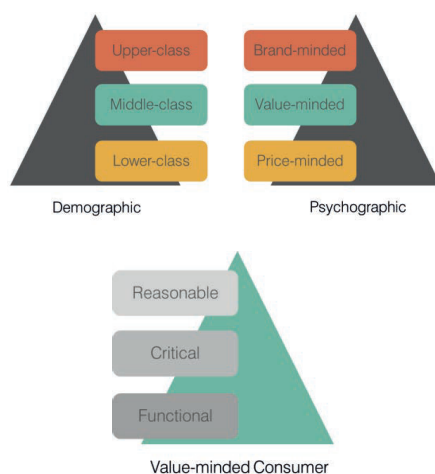 Upper-class
Brand-minded
Middle-class
Value-minded
Lower-class
Price-minded
Demographic
Psychographic
Reasonable
Critical
Functional
Value-minded Consumer